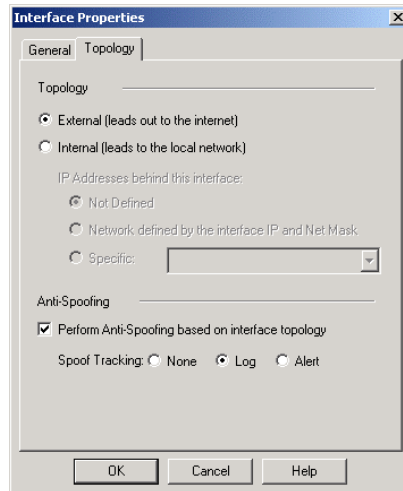 Interface Properties
General Topology
Topology
External (leads out to the internet)
Internal (leads to the local network)
IP Addresses behind this interface:
Not Defined
Network defined by the interface IP and Net Mask
Specific:
Anti-Spoofing
Perform Anti-Spoofing based on interface topology
Spoof Tracking: None Log Alert
OK Cancel Help